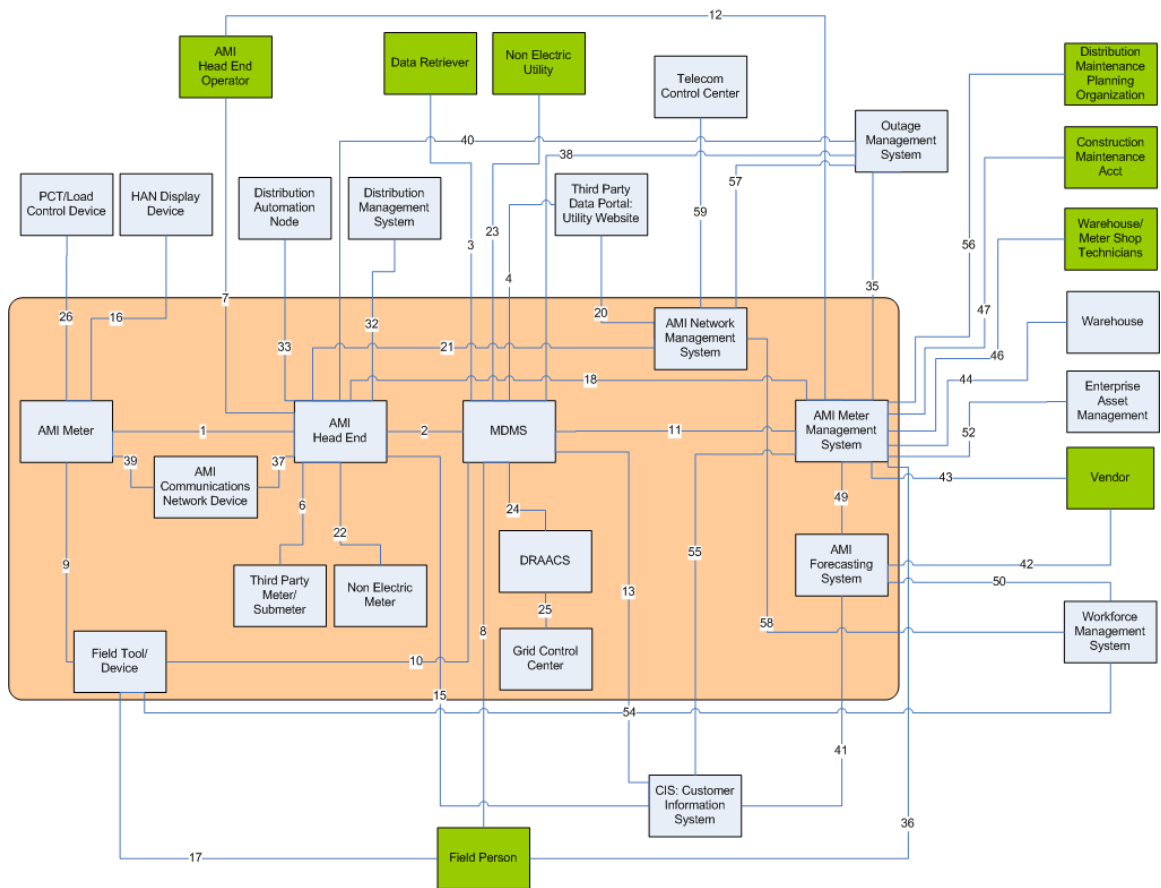 12
AMI
Head End
Operator
Data Retriever
Non Electric
Utility
Telecom
Control Center
Distribution
Maintenance
Planning
Organization
40
38
57
Outage
Management
System
Construction
Maintenance
Acct
PCT/Load
Control Device
HAN Display
Device
Distribution
Automation
Node
Distribution
Management
System
Third Party
Data Portal:
Utility Website
59
3
23
4
56
Warehouse/
Meter Shop
Technicians
35
7
26
16
33
32
20
21
18
AMI Network
Management
System
47
46
44
52
Warehouse
Enterprise
Asset
Management
AMI Meter
1
AMI
Head End
2
MDMS
11
AMI Meter
Management
System
43
Vendor
39
AMI
Communications
Network Device
37
6
22
24
55
49
9
Third Party
Meter/
Submeter
Non Electric
Meter
DRAACS
13
AMI
Forecasting
System
42
50
25
58
8
Field Tool/
Device
10
Grid Control
Center
Workforce
Management
System
15
54
41
CIS: Customer
Information
System
36
17
Field Person